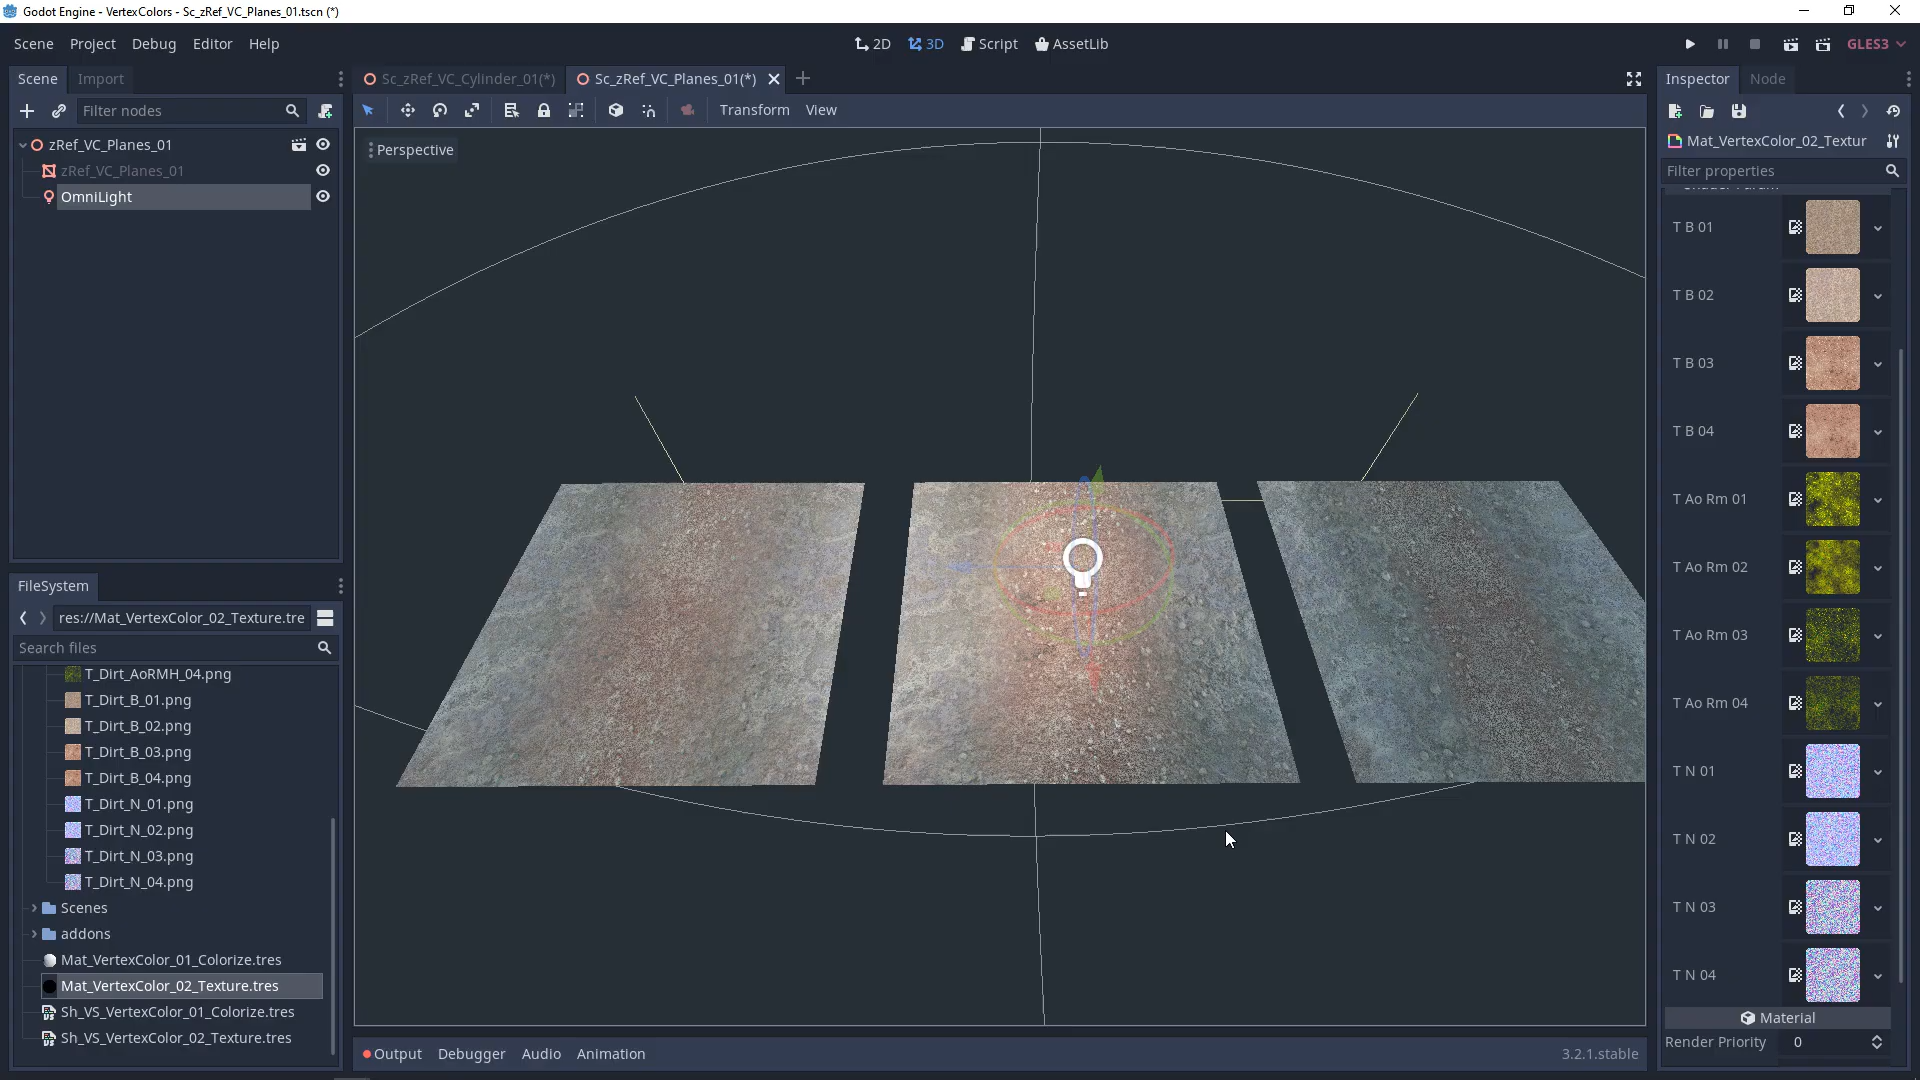 Godot Engine - VertexColors - Sc_zRef_VC_Planes_01.tscn (*)
Scene Project Debug Editor Help
2D 3D Script AssetLib
GLES3
Scene Import
Filter nodes
zRef_VC_Planes_01
zRef_VC_Planes_01
OmniLight
FileSystem
res://Mat_VertexColor_02_Texture.tre
Search files
T_Dirt_AoRMH_04.png
T_Dirt_B_01.png
T_Dirt_B_02.png
T_Dirt_B_03.png
T_Dirt_B_04.png
T_Dirt_N_01.png
T_Dirt_N_02.png
T_Dirt_N_03.png
T_Dirt_N_04.png
Scenes
addons
Mat_VertexColor_01_Colorize.tres
Mat_VertexColor_02_Texture.tres
Sh_VS_VertexColor_01_Colorize.tres
Sh_VS_VertexColor_02_Texture.tres
Sc_zRef_VC_Cylinder_01(*) Sc_zRef_VC_Planes_01(*)
Transform View
Perspective
Output Debugger Audio Animation
3.2.1.stable
Inspector Node
Mat_VertexColor_02_Textur
Filter properties
T B 01
T B 02
T B 03
T B 04
T Ao Rm 01
T Ao Rm 02
T Ao Rm 03
T Ao Rm 04
T N 01
T N 02
T N 03
T N 04
Material
Render Priority 0